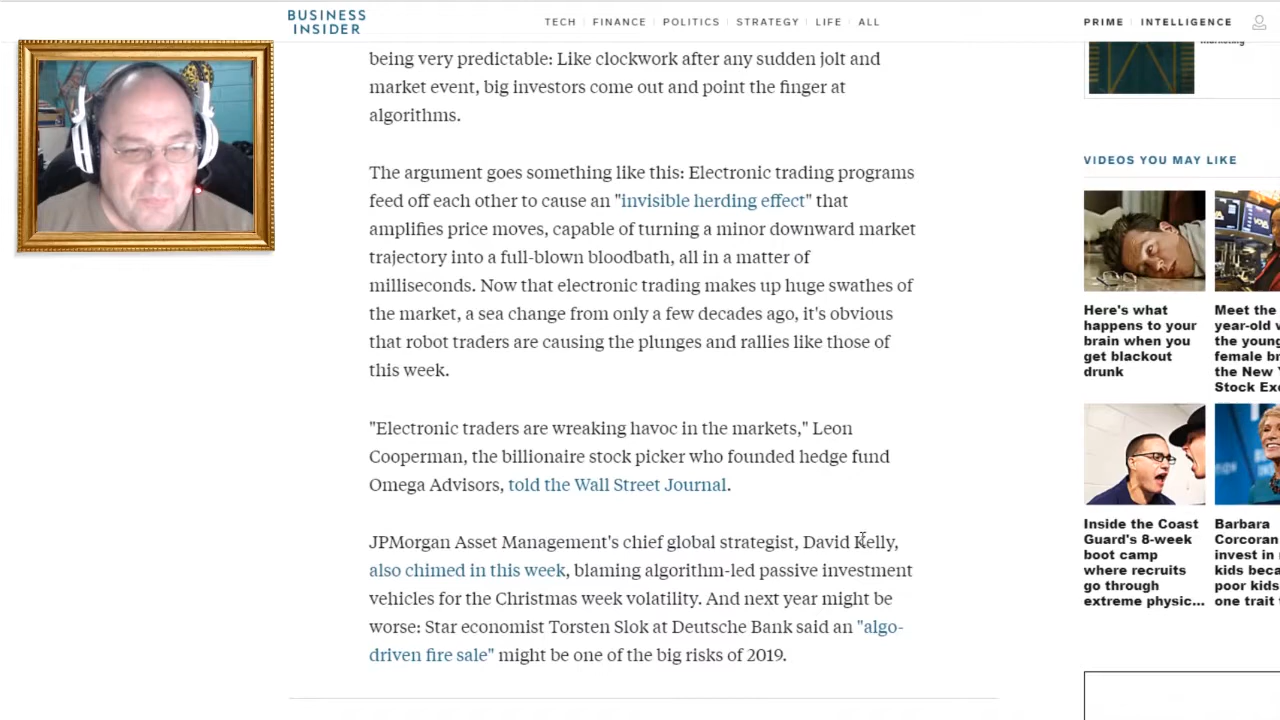 BUSINESS
INSIDER
TECH FINANCE POLITICS STRATEGY LIFE ALL
PRIME INTELLIGENCE
being very predictable: Like clockwork after any sudden jolt and
market event, big investors come out and point the finger at
algorithms.
The argument goes something like this: Electronic trading programs
feed off each other to cause an "invisible herding effect" that
amplifies price moves, capable of turning a minor downward market
trajectory into a full-blown bloodbath, all in a matter of
milliseconds. Now that electronic trading makes up huge swathes of
the market, a sea change from only a few decades ago, it's obvious
that robot traders are causing the plunges and rallies like those of
this week.
"Electronic traders are wreaking havoc in the markets," Leon
Cooperman, the billionaire stock picker who founded hedge fund
Omega Advisors, told the Wall Street Journal.
JPMorgan Asset Management's chief global strategist, David Kelly,
also chimed in this week, blaming algorithm-led passive investment
vehicles for the Christmas week volatility. And next year might be
worse: Star economist Torsten Slok at Deutsche Bank said an "algo-
driven fire sale" might be one of the big risks of 2019.
VIDEOS YOU MAY LIKE
Here's what
happens to your
brain when you
get blackout
drunk
Meet the
year-old
the young
female br
the New
Stock Ex
Inside the Coast
Guard's 8-week
boot camp
where recruits
go through
extreme physic...
Barbara
Corcoran
invest in
kids beca
poor kids
one trait